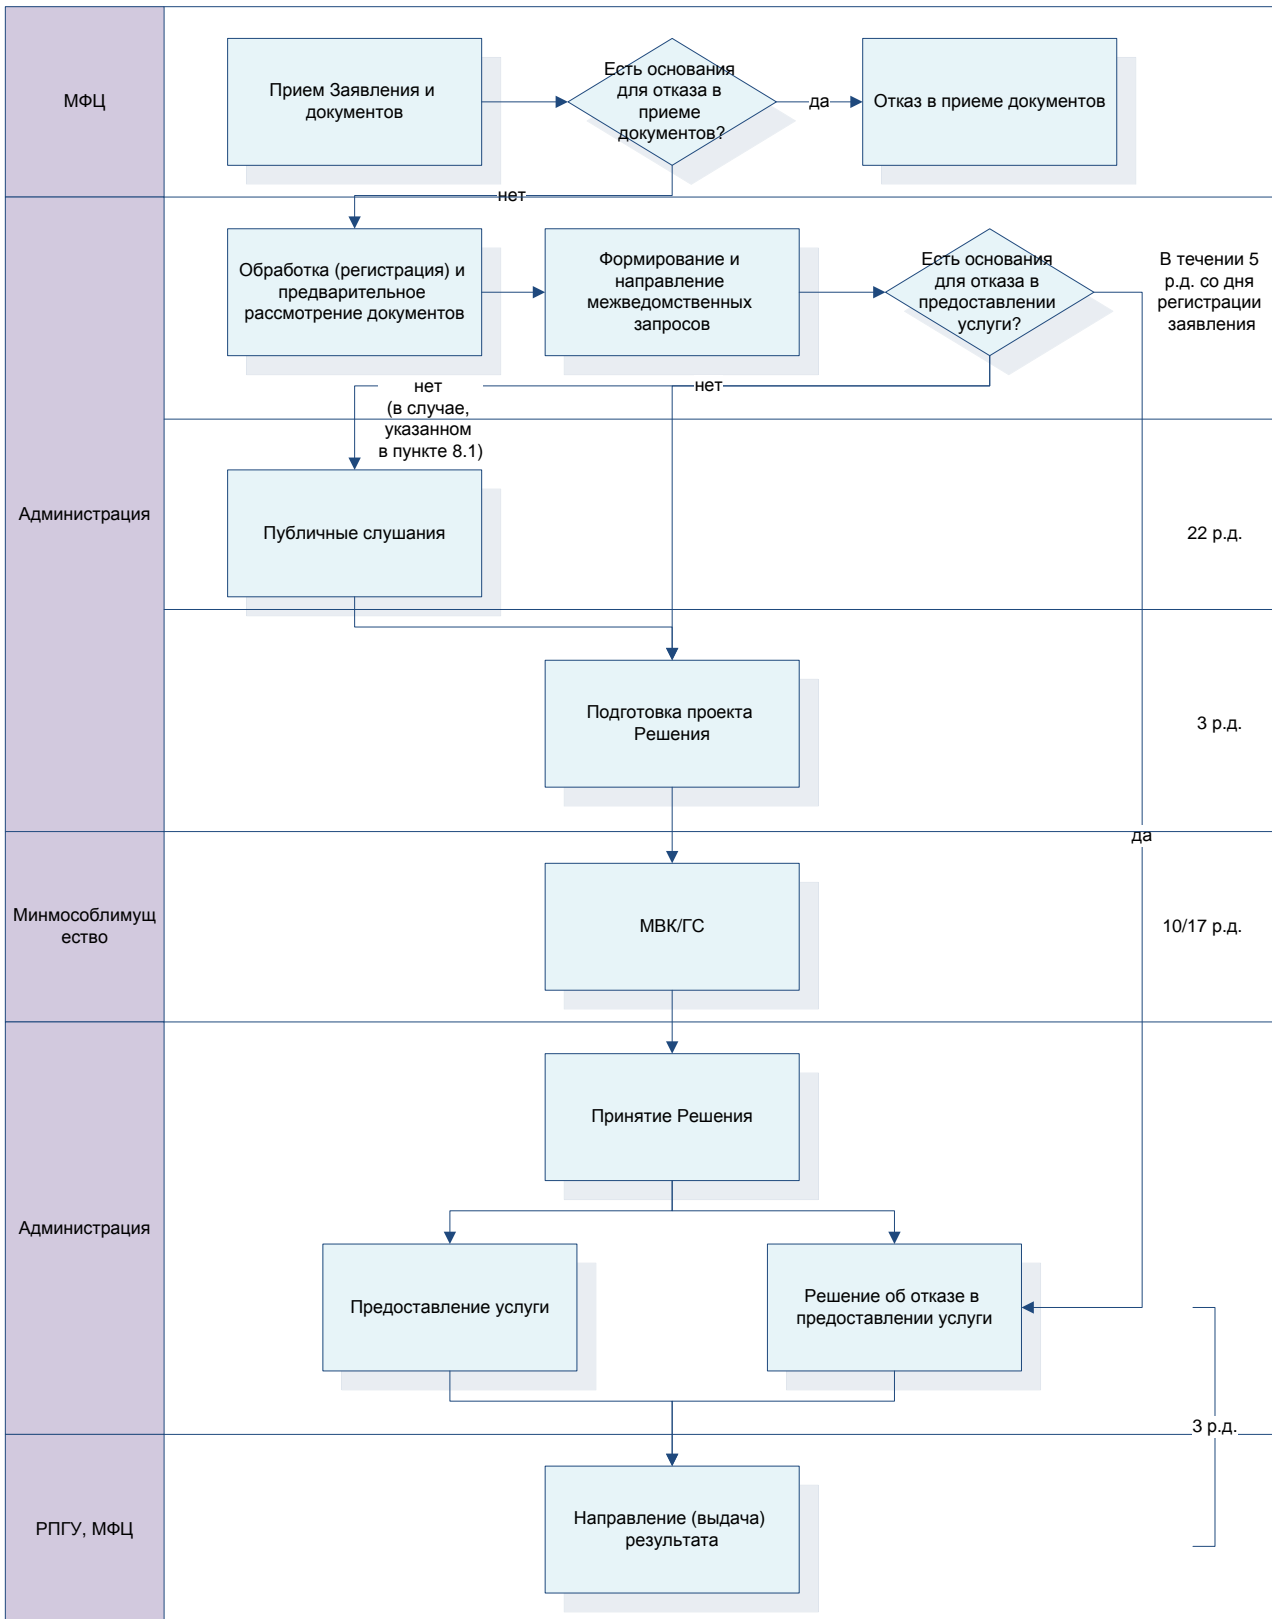 МФЦ
Прием Заявления и
документов
Есть основания
для отказа в
приеме
документов?
да
Отказ в приеме документов
нет
Обработка (регистрация) и
предварительное
рассмотрение документов
Формирование и
направление
межведомственных
запросов
Есть основания
для отказа в
предоставлении
услуги?
В течении 5
р.д. со дня
регистрации
заявления
нет
(в случае,
указанном
в пункте 8.1)
нет
Администрация
Публичные слушания
22 р.д.
Подготовка проекта
Решения
3 р.д.
да
Минмособлимущ
ество
МВК/ГС
10/17 р.д.
Принятие Решения
Администрация
Предоставление услуги
Решение об отказе в
предоставлении услуги
3 р.д.
РПГУ, МФЦ
Направление (выдача)
результата